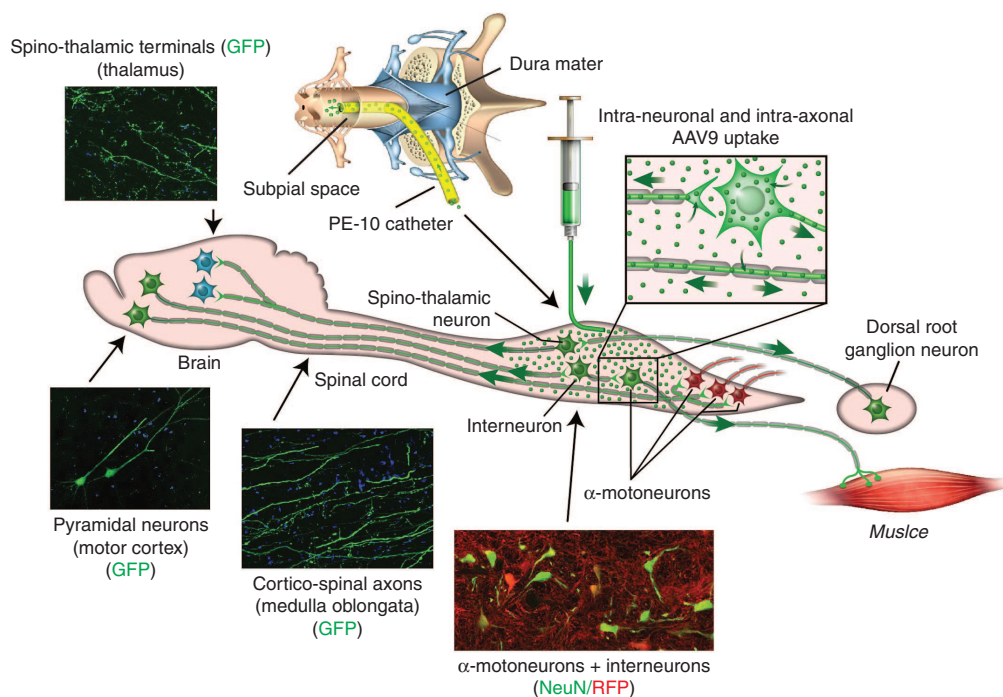 Spino-thalamic terminals (GFP)
(thalamus)
Dura mater
Subpial space
PE-10 catheter
Intra-neuronal and intra-axonal
AAV9 uptake
Spino-thalamic
neuron
Brain
Spinal cord
Interneuron
Dorsal root
ganglion neuron
α-motoneurons
Muslce
Pyramidal neurons
(motor cortex)
(GFP)
Cortico-spinal axons
(medulla oblongata)
(GFP)
α-motoneurons + interneurons
(NeuN/RFP)